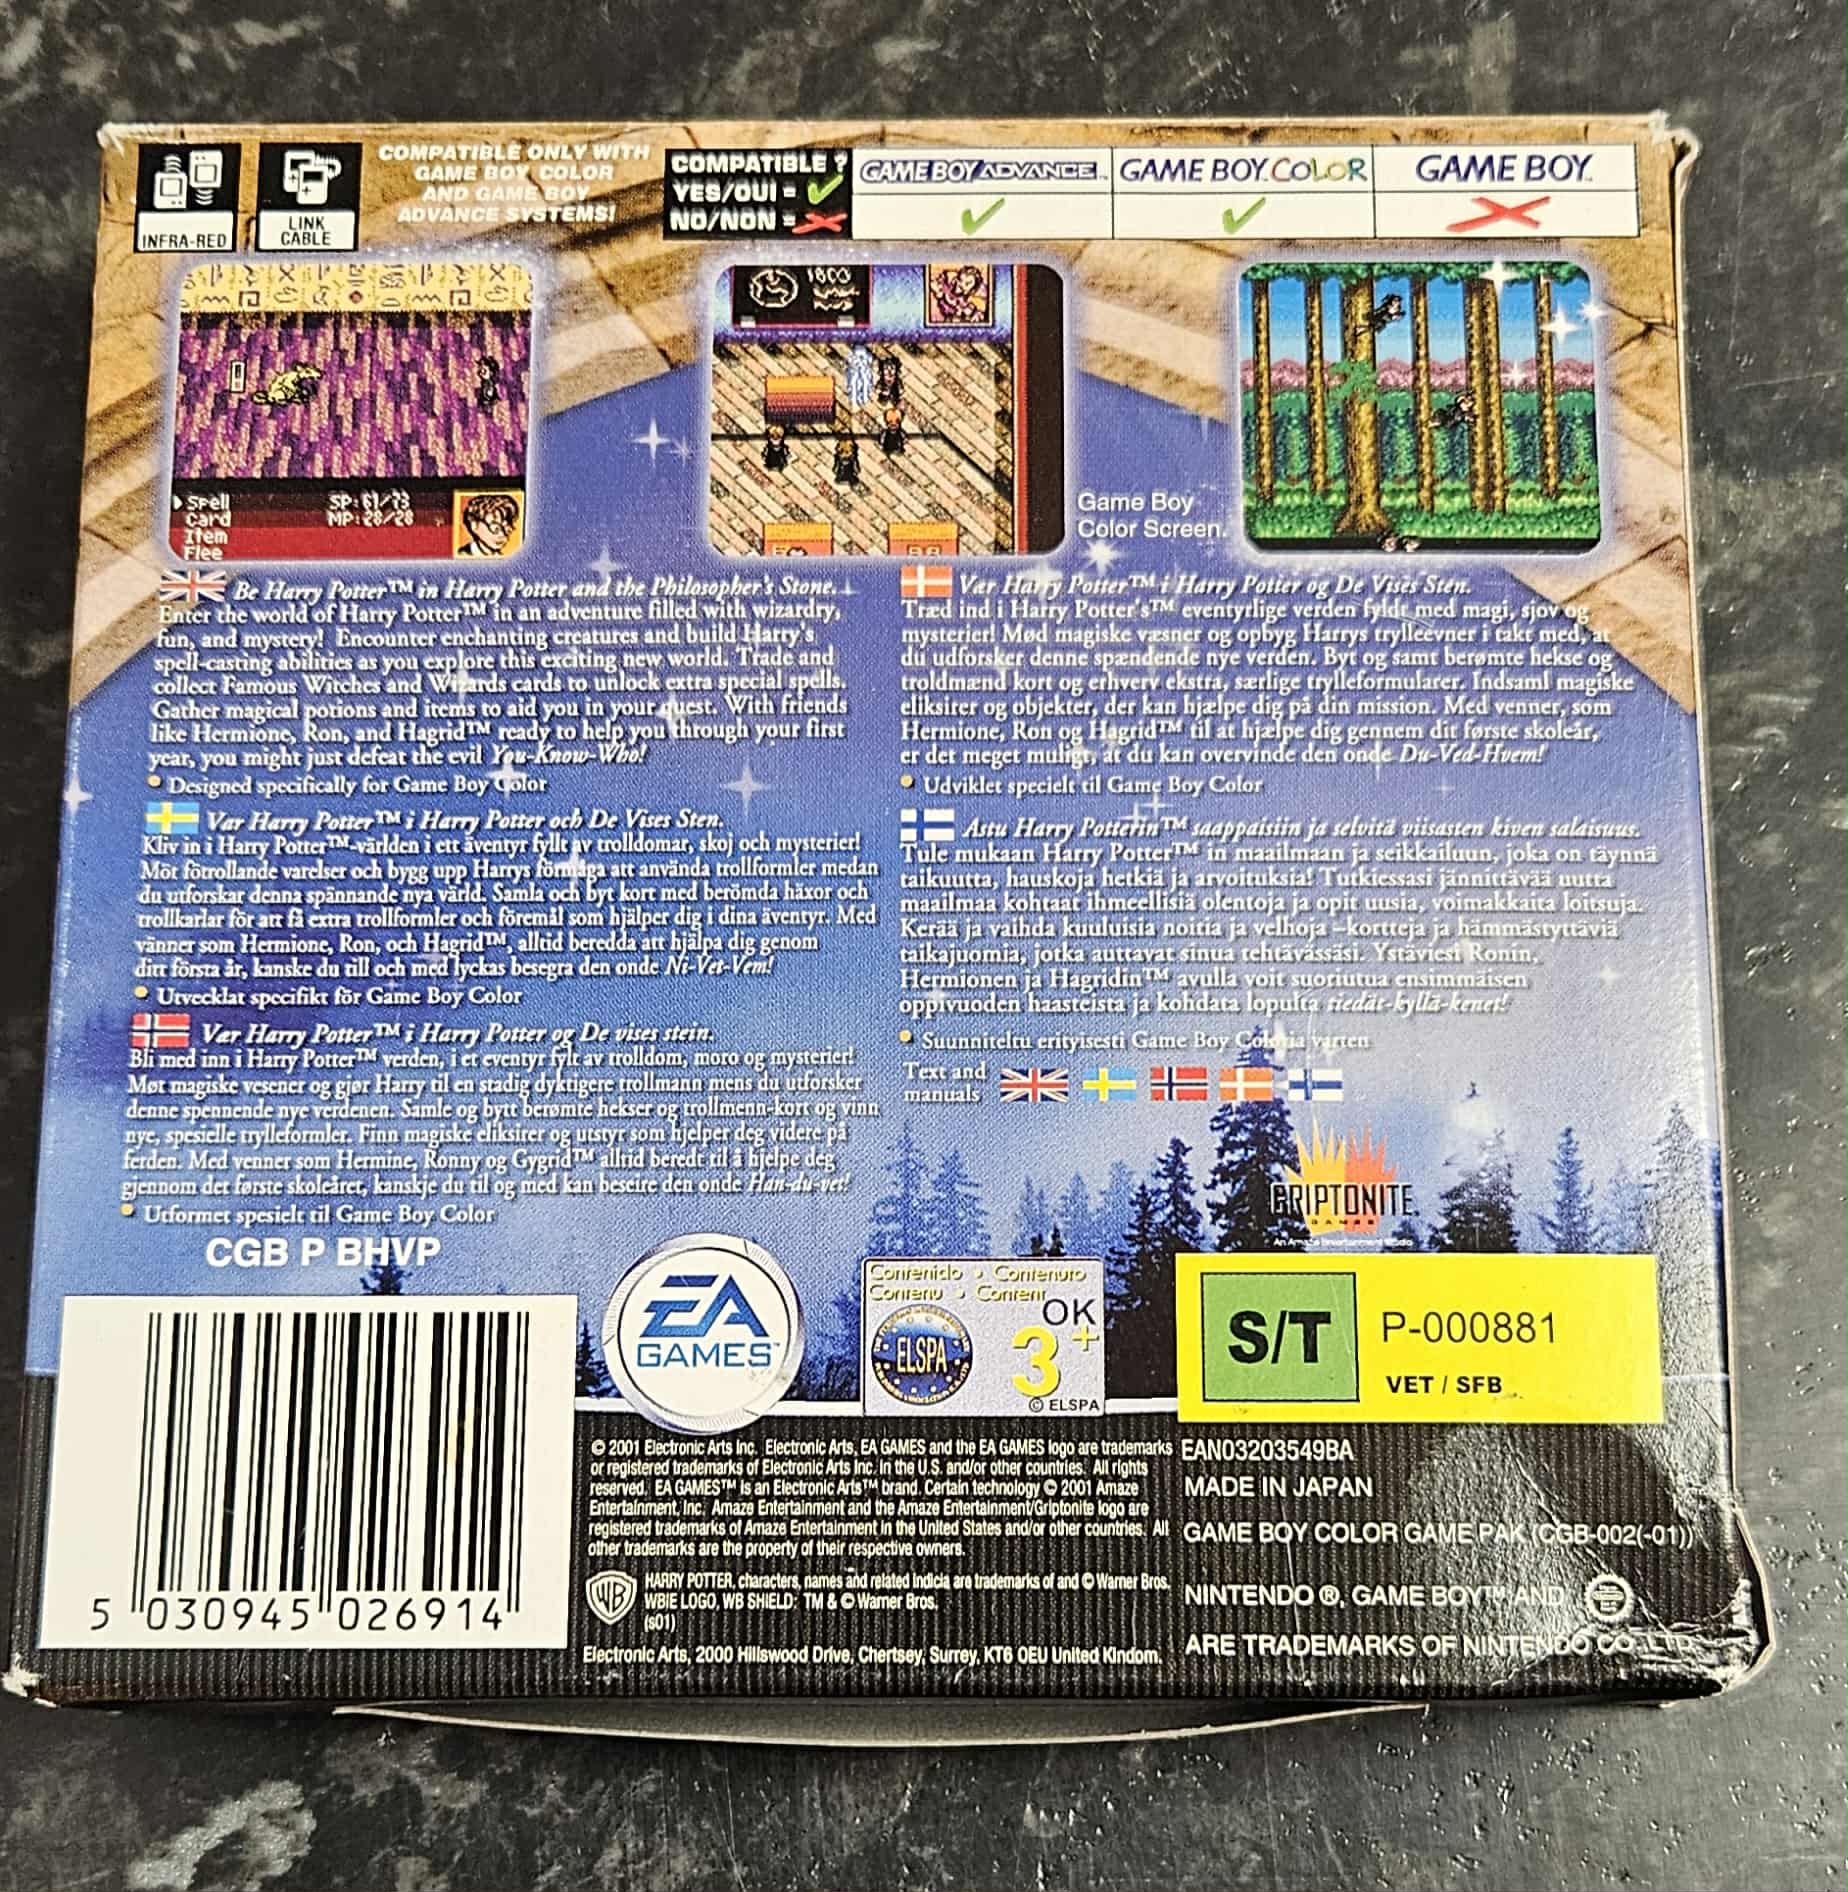 INFRA-RED
LINK
CABLE
COMPATIBLE ONLY WITH
GAME BOY COLOR
AND GAME BOY
ADVANCE SYSTEMS!
COMPATIBLE ?
YES/OUI =
NO/NON =
GAME BOY ADVANCE
GAME BOY COLOR
GAME BOY
Spell
Card
Item
Flee
SP:61/73
MP:28/28
Game Boy
Color Screen.
Be Harry Potter™ in Harry Potter and the Philosopher's Stone.
Enter the world of Harry Potter™ in an adventure filled with wizardry,
fun, and mystery! Encounter enchanting creatures and build Harry's
spell-casting abilities as you explore this exciting new world. Trade and
collect Famous Witches and Wizards cards to unlock extra special spells.
Gather magical potions and items to aid you in your quest. With friends
like Hermione, Ron, and Hagrid™ ready to help you through your first
year, you might just defeat the evil You-Know-Who!
• Designed specifically for Game Boy Color
Var Harry Potter™ i Harry Potter och De Vises Sten.
Kliv in i Harry Potter™-världen i ett äventyr fyllt av trolldomar, skoj och mysterier!
Möt förtrollande varelser och bygg upp Harrys förmåga att använda trollformler medan
du utforskar denna spännande nya värld. Samla och byt kort med berömda häxor och
trollkarlar för att få extra trollformler och föremål som hjälper dig i dina äventyr. Med
vänner som Hermione, Ron, och Hagrid™, alltid beredda att hjälpa dig genom
ditt första år, kanske du till och med lyckas besegra den onde Ni-Vet-Vem!
• Utvecklat specifikt för Game Boy Color
Vær Harry Potter™ i Harry Potter og De vises stein.
Bli med inn i Harry Potter™ verden, i et eventyr fylt av trolldom, moro og mysterier!
Møt magiske vesener og gjør Harry til en stadig dyktigere trollmann mens du utforsker
denne spennende nye verdenen. Samle og bytt berømte hekser og trollmenn-kort og vinn
nye, spesielle trylleformler. Finn magiske eliksirer og utstyr som hjelper deg videre på
ferden. Med venner som Hermine, Ronny og Gygrid™ alltid beredt til å hjelpe deg
gjennom det første skoleåret, kanskje du til og med kan beseire den onde Han-du-vet!
• Utformet spesielt til Game Boy Color
Vær Harry Potter™ i Harry Potter og De Vises Sten.
Træd ind i Harry Potter's™ eventyrlige verden fyldt med magi, sjov og
mysterier! Mød magiske væsner og opbyg Harrys trylleevner i takt med, at
du udforsker denne spændende nye verden. Byt og samt berømte hekse og
troldmænd kort og erhverv ekstra, særlige trylleformularer. Indsaml magiske
eliksirer og objekter, der kan hjælpe dig på din mission. Med venner, som
Hermione, Ron og Hagrid™ til at hjælpe dig gennem dit første skoleår,
er det meget muligt, at du kan overvinde den onde Du-Ved-Hvem!
• Udviklet specielt til Game Boy Color
Astu Harry Potterin™ saappaisiin ja selvitä viisasten kiven salaisuus.
Tule mukaan Harry Potter™ in maailmaan ja seikkailuun, joka on täynnä
taikuutta, hauskoja hetkiä ja arvoituksia! Tutkiessasi jännittävää uutta
maailmaa kohtaat ihmeellisiä olentoja ja opit uusia, voimakkaita loitsuja.
Kerää ja vaihda kuuluisia noitia ja velhoja –kortteja ja hämmästyttäviä
taikajuomia, jotka auttavat sinua tehtävässäsi. Ystäviesi Ronin,
Hermionen ja Hagridin™ avulla voit suoriutua ensimmäisen
oppivuoden haasteista ja kohdata lopulta tiedät-kyllä-kenet!
• Suunniteltu erityisesti Game Boy Coloria varten
Text and
manuals
GRIPTONITE
GAMES
An Amaze Entertainment Studio
CGB P BHVP
5 030945 026914
EA
GAMES™
Contenido • Contenuto
Contenu • Content
ELSPA
OK
3+
© ELSPA
S/T
P-000881
VET / SFB
© 2001 Electronic Arts Inc. Electronic Arts, EA GAMES and the EA GAMES logo are trademarks
or registered trademarks of Electronic Arts Inc. in the U.S. and/or other countries. All rights
reserved. EA GAMES™ is an Electronic Arts™ brand. Certain technology © 2001 Amaze
Entertainment, Inc. Amaze Entertainment and the Amaze Entertainment/Griptonite logo are
registered trademarks of Amaze Entertainment in the United States and/or other countries. All
other trademarks are the property of their respective owners.
WB
HARRY POTTER, characters, names and related indicia are trademarks of and © Warner Bros.
WBIE LOGO, WB SHIELD: TM & © Warner Bros.
(s01)
Electronic Arts, 2000 Hillswood Drive, Chertsey, Surrey, KT6 0EU United Kindom.
EAN03203549BA
MADE IN JAPAN
GAME BOY COLOR GAME PAK (CGB-002(-01))
NINTENDO ®, GAME BOY™ AND
ARE TRADEMARKS OF NINTENDO CO. LTD.